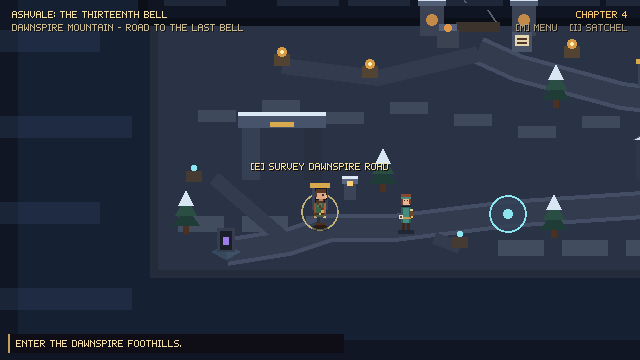 ASHVALE: THE THIRTEENTH BELL
CHAPTER 4
DAWNSPIRE MOUNTAIN - ROAD TO THE LAST BELL
[M] MENU [I] SATCHEL
[E] SURVEY DAWNSPIRE ROAD
ENTER THE DAWNSPIRE FOOTHILLS.